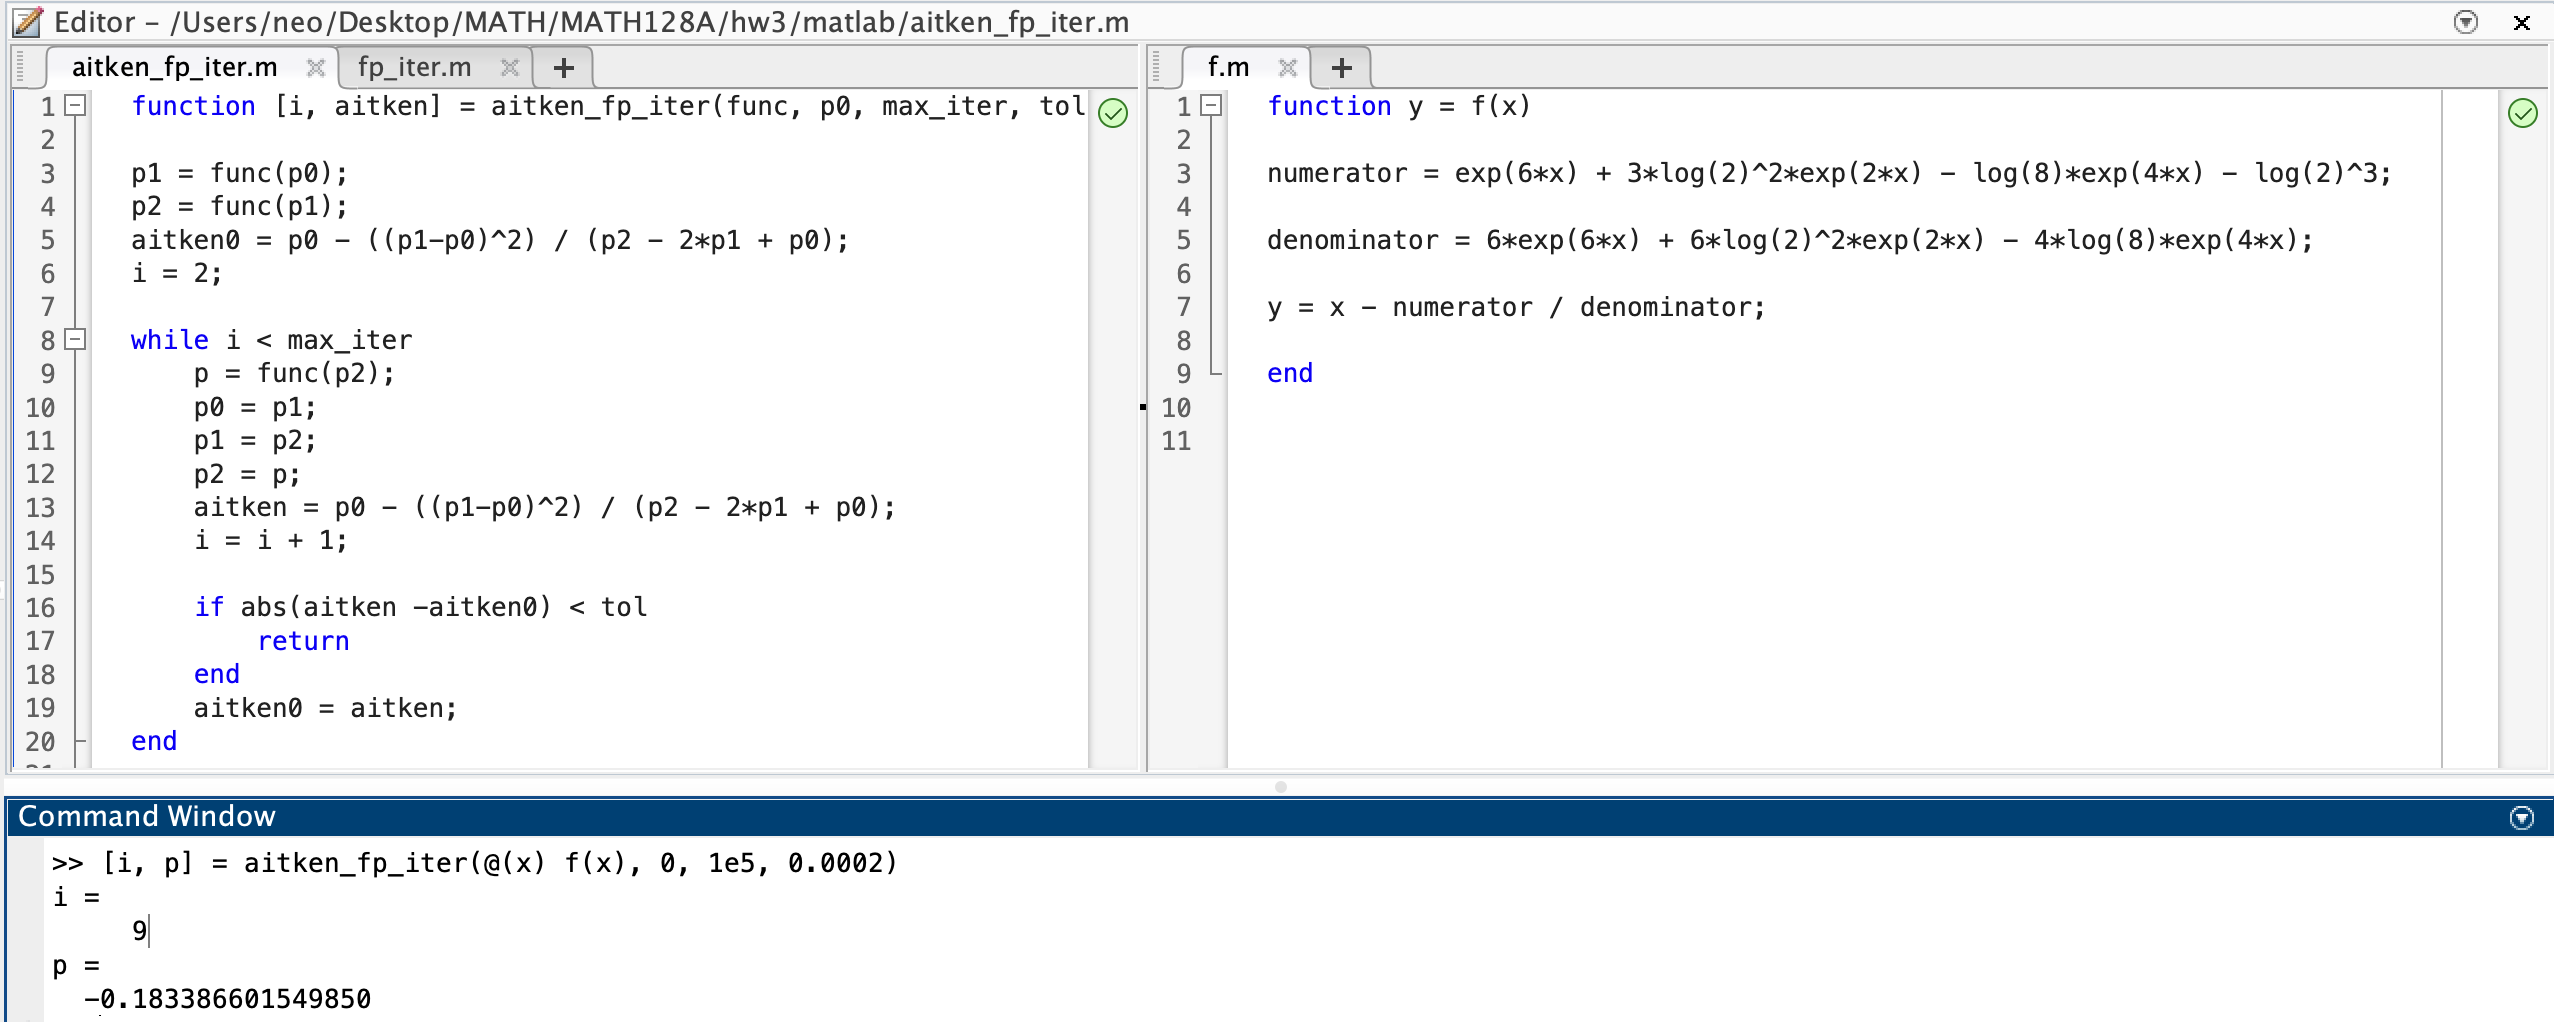 Editor – /Users/neo/Desktop/MATH/MATH128A/hw3/matlab/aitken_fp_iter.m
aitken_fp_iter.m fp_iter.m +
1 function [i, aitken] = aitken_fp_iter(func, p0, max_iter, tol
2
3 p1 = func(p0);
4 p2 = func(p1);
5 aitken0 = p0 - ((p1-p0)^2) / (p2 - 2*p1 + p0);
6 i = 2;
7
8 while i < max_iter
9 p = func(p2);
10 p0 = p1;
11 p1 = p2;
12 p2 = p;
13 aitken = p0 - ((p1-p0)^2) / (p2 - 2*p1 + p0);
14 i = i + 1;
15
16 if abs(aitken -aitken0) < tol
17 return
18 end
19 aitken0 = aitken;
20 end
f.m +
1 function y = f(x)
2
3 numerator = exp(6*x) + 3*log(2)^2*exp(2*x) - log(8)*exp(4*x) - log(2)^3;
4
5 denominator = 6*exp(6*x) + 6*log(2)^2*exp(2*x) - 4*log(8)*exp(4*x);
6
7 y = x - numerator / denominator;
8
9 end
10
11
Command Window
>> [i, p] = aitken_fp_iter(@(x) f(x), 0, 1e5, 0.0002)
i =
9
p =
-0.183386601549850